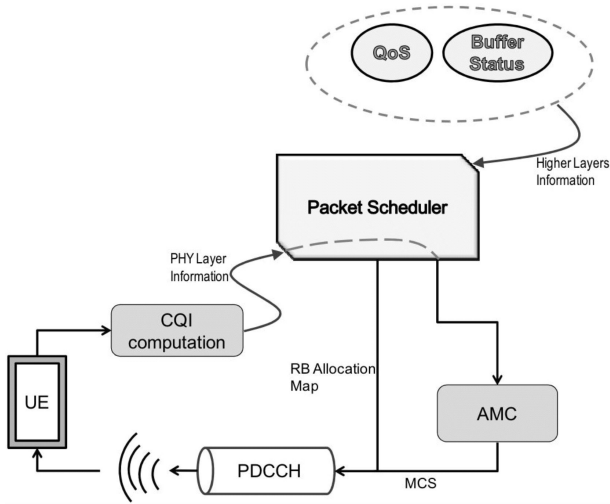 QoS
Buffer
Status
Higher Layers
Information
Packet Scheduler
PHY Layer
Information
CQI
computation
RB Allocation
Map
UE
AMC
PDCCH
MCS